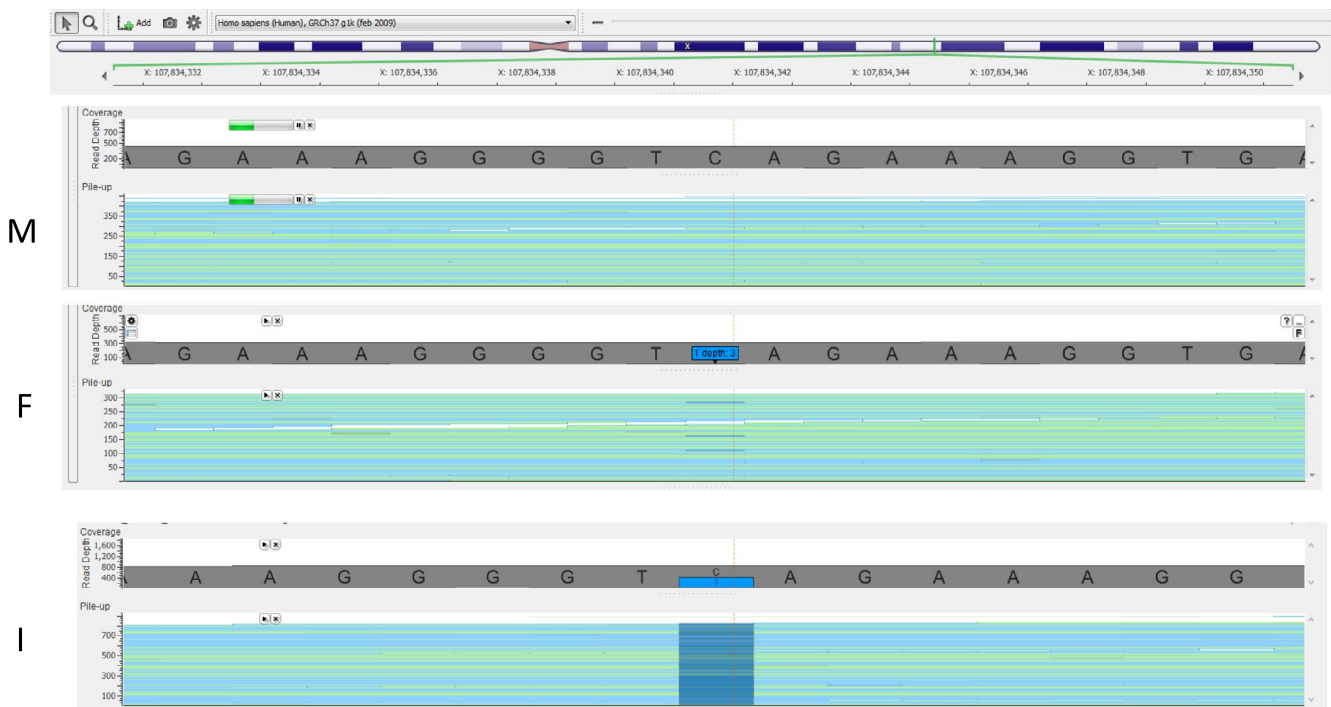 Add Homo sapiens (Human), GRCh37 g1k (feb 2009)
X
X: 107,834,332 X: 107,834,334 X: 107,834,336 X: 107,834,338 X: 107,834,340 X: 107,834,342 X: 107,834,344 X: 107,834,346 X: 107,834,348 X: 107,834,350
M
Coverage
Read Depth
700
500
200
A G A A A G G G G T C A G A A A G G T G A
Pile-up
350
250
150
50
F
Coverage
Read Depth
500
300
100
? _
F
A G A A A G G G G T T depth: 3 A G A A A G G T G A
Pile-up
300
250
200
150
100
50
I
Coverage
Read Depth
1,600
1,200
800
400
A A G G G G T C A G A A A G G
T
Pile-up
700
500
300
100